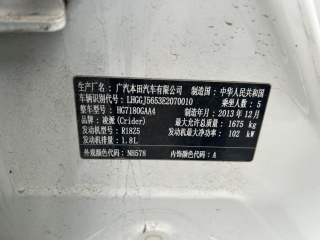 生产厂名: 广汽本田汽车有限公司 制造国: 中华人民共和国
车辆识别代号: LHGGJ5653E2070010 乘坐人数: 5
整车型号: HG7180GAA4 制造年月: 2013年12月
品牌: 凌派(Crider) 最大允许总质量: 1675 kg
发动机型号: R18Z5 发动机最大净功率: 102 kW
发动机排量: 1.8L
外观颜色代码: NH578 内饰颜色代码: A